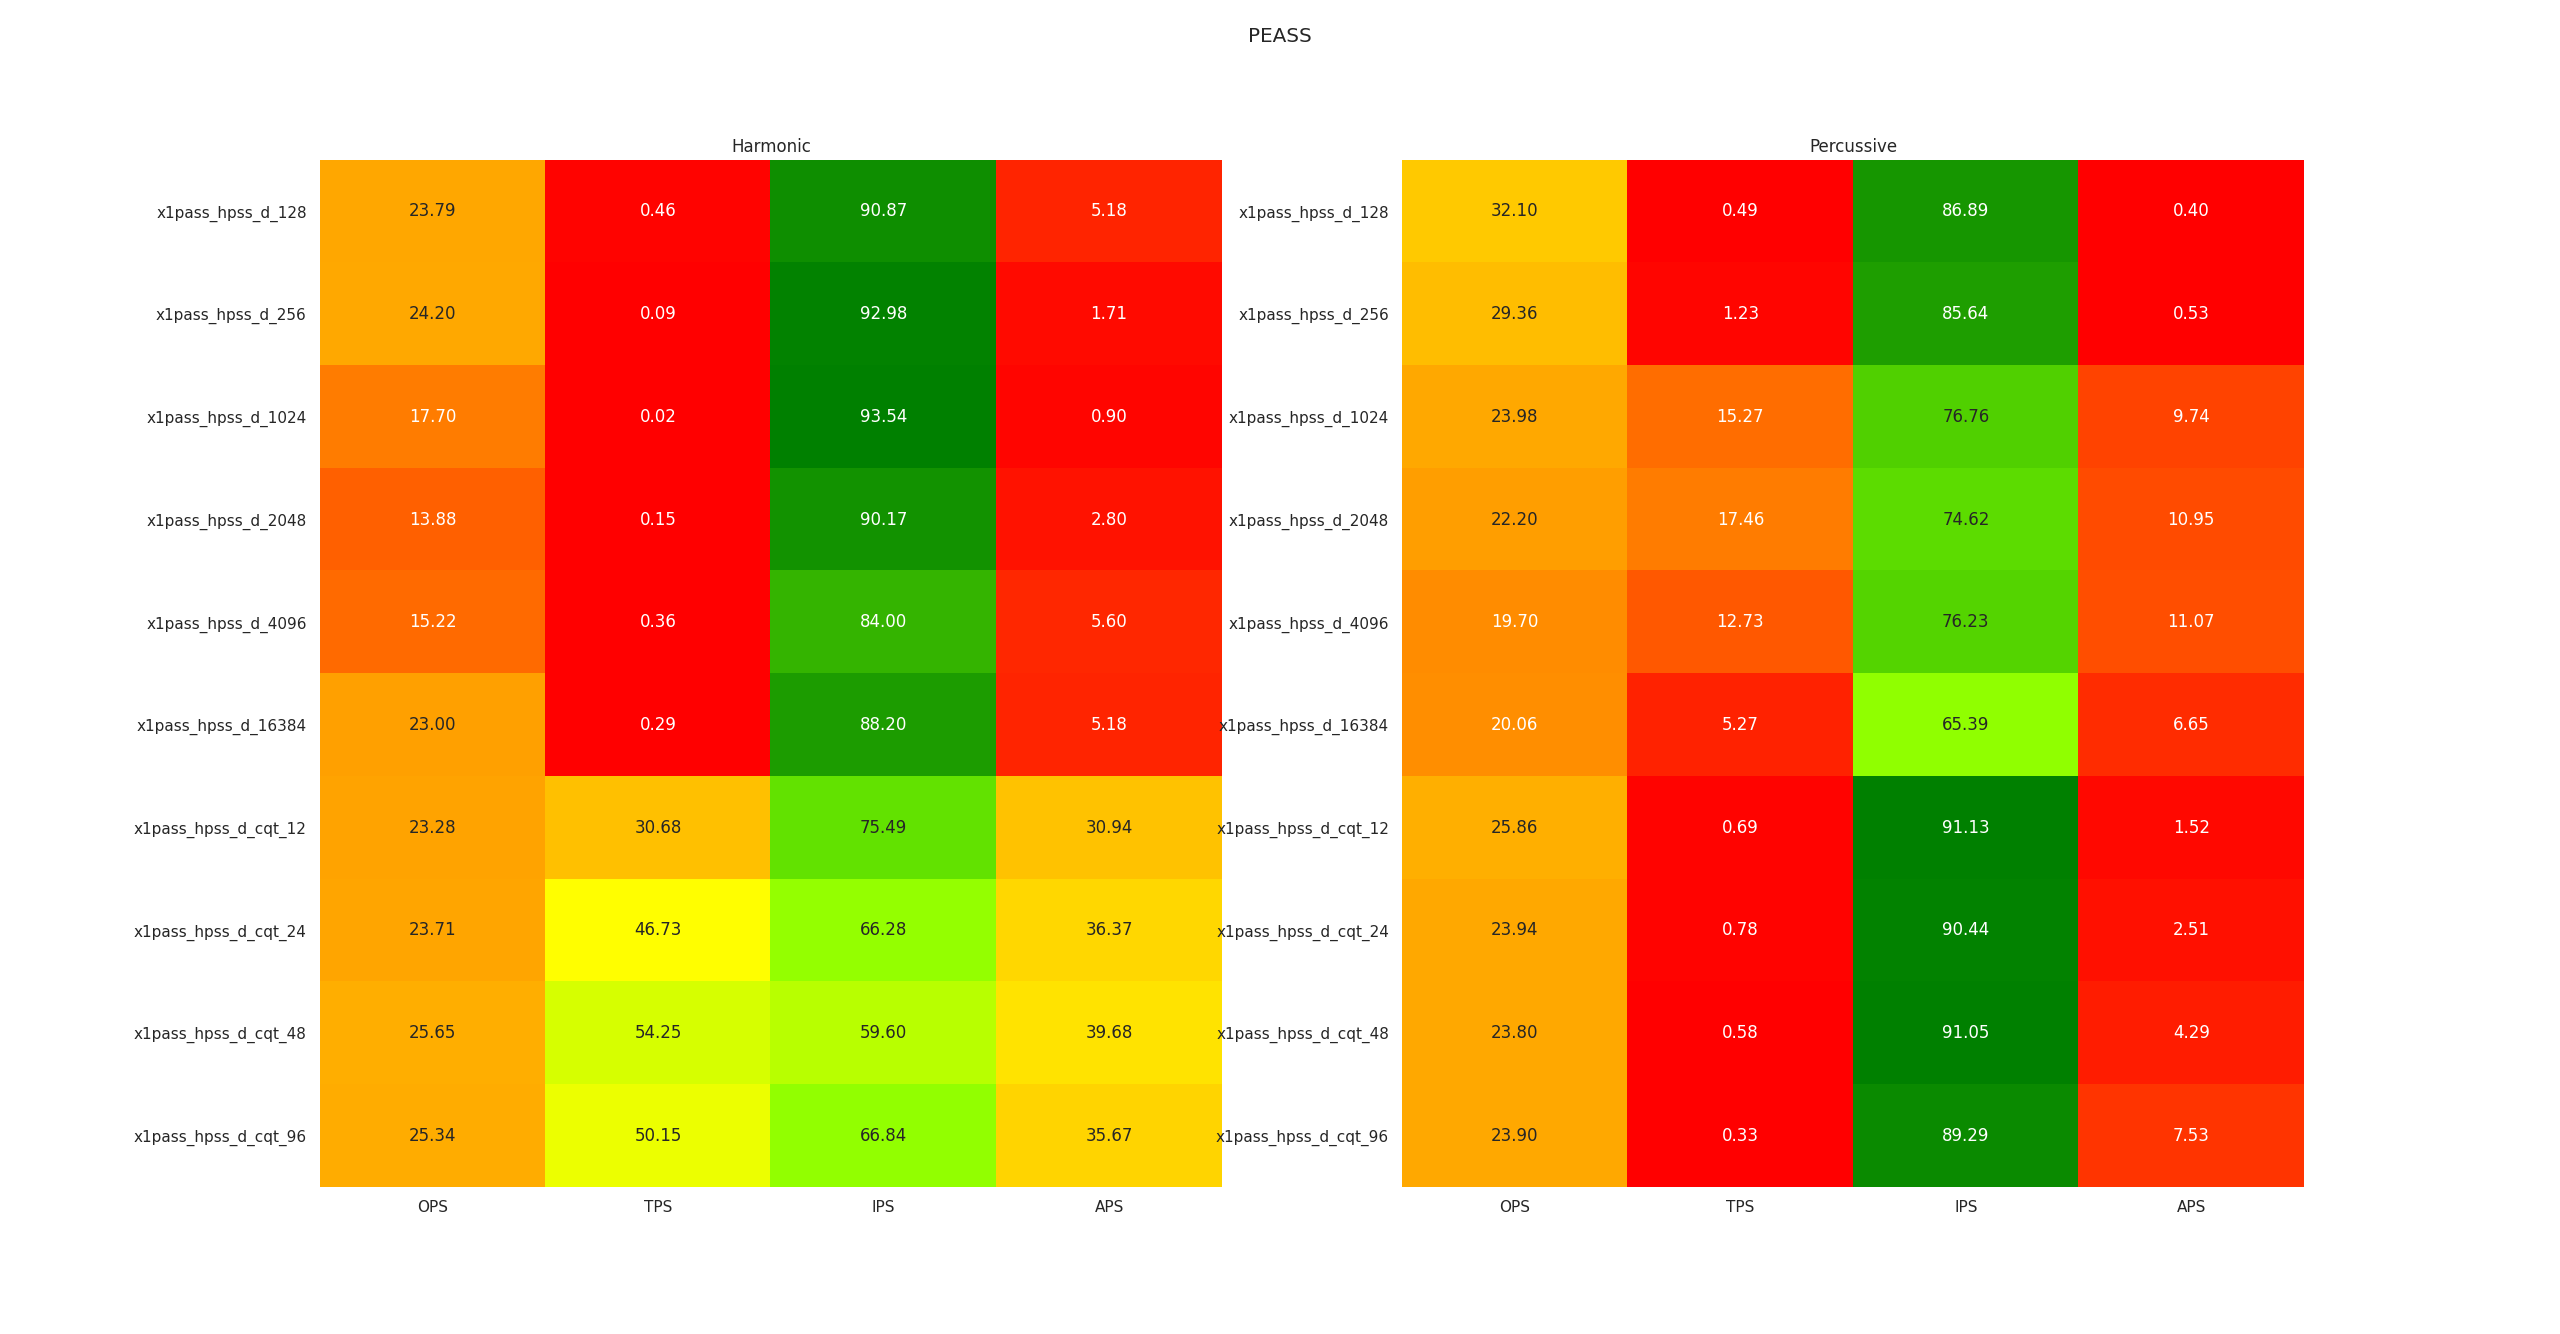 PEASS
Harmonic
x1pass_hpss_d_128 23.79 0.46 90.87 5.18
x1pass_hpss_d_256 24.20 0.09 92.98 1.71
x1pass_hpss_d_1024 17.70 0.02 93.54 0.90
x1pass_hpss_d_2048 13.88 0.15 90.17 2.80
x1pass_hpss_d_4096 15.22 0.36 84.00 5.60
x1pass_hpss_d_16384 23.00 0.29 88.20 5.18
x1pass_hpss_d_cqt_12 23.28 30.68 75.49 30.94
x1pass_hpss_d_cqt_24 23.71 46.73 66.28 36.37
x1pass_hpss_d_cqt_48 25.65 54.25 59.60 39.68
x1pass_hpss_d_cqt_96 25.34 50.15 66.84 35.67
OPS TPS IPS APS
Percussive
x1pass_hpss_d_128 32.10 0.49 86.89 0.40
x1pass_hpss_d_256 29.36 1.23 85.64 0.53
x1pass_hpss_d_1024 23.98 15.27 76.76 9.74
x1pass_hpss_d_2048 22.20 17.46 74.62 10.95
x1pass_hpss_d_4096 19.70 12.73 76.23 11.07
x1pass_hpss_d_16384 20.06 5.27 65.39 6.65
x1pass_hpss_d_cqt_12 25.86 0.69 91.13 1.52
x1pass_hpss_d_cqt_24 23.94 0.78 90.44 2.51
x1pass_hpss_d_cqt_48 23.80 0.58 91.05 4.29
x1pass_hpss_d_cqt_96 23.90 0.33 89.29 7.53
OPS TPS IPS APS